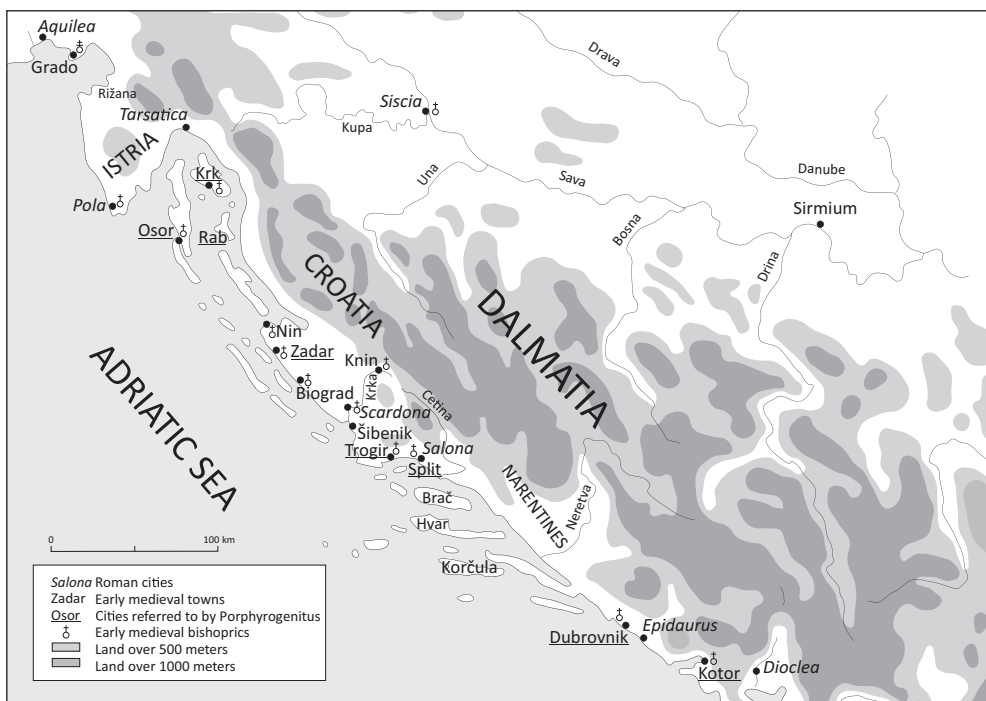 Aquilea
Grado
Rižana
Tarsatica
ISTRIA
Pola
Krk
Osor
Rab
Siscia
Kupa
Una
Drava
Sava
Danube
Sirmium
Bosna
Drina
CROATIA
DALMATIA
Nin
Zadar
Biograd
Knin
Krka
Cetina
Scardona
Šibenik
Trogir
Salona
Split
ADRIATIC SEA
Brač
Hvar
Korčula
NARENTINES
Neretva
Dubrovnik
Epidaurus
Kotor
Dioclea
0 100 km
Salona Roman cities
Zadar Early medieval towns
Osor Cities referred to by Porphyrogenitus
Early medieval bishoprics
Land over 500 meters
Land over 1000 meters